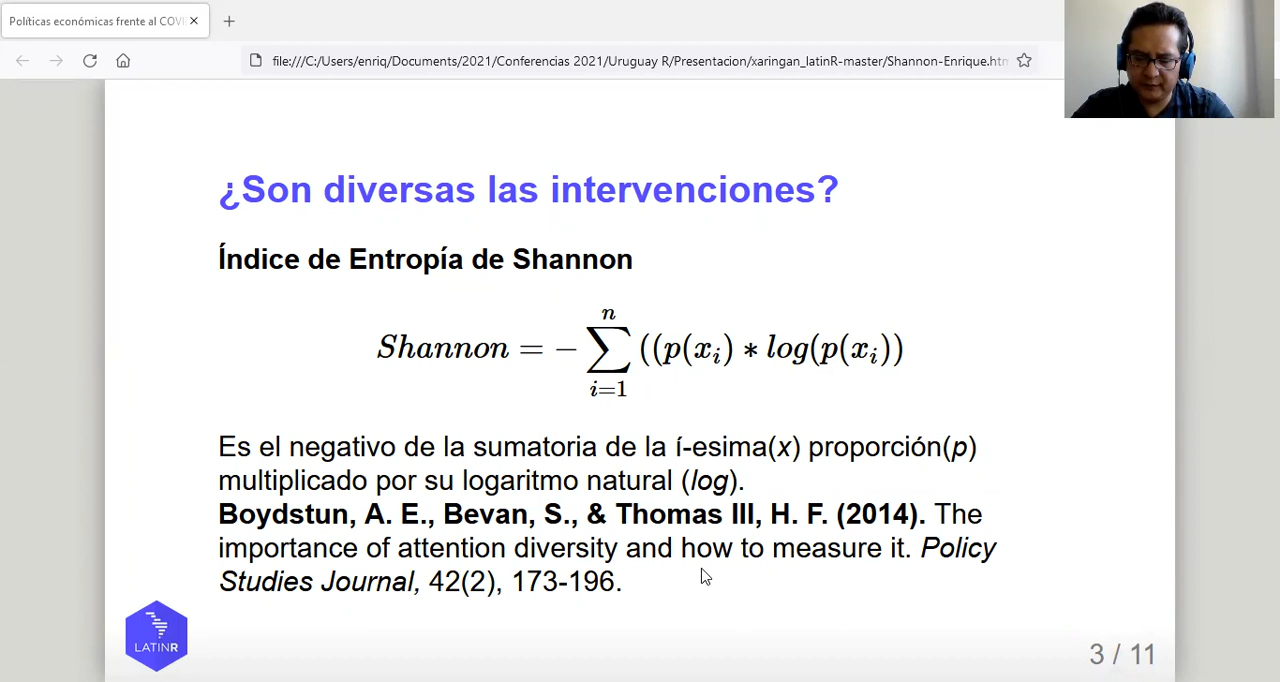 Políticas económicas frente al COVI
file:///C:/Users/enriq/Documents/2021/Conferencias 2021/Uruguay R/Presentacion/xaringan_latinR-master/Shannon-Enrique.htm
¿Son diversas las intervenciones?
Índice de Entropía de Shannon
Shannon = − ∑ i=1 n ((p(xᵢ) ∗ log(p(xᵢ))
Es el negativo de la sumatoria de la í-esima(x) proporción(p)
multiplicado por su logaritmo natural (log).
Boydstun, A. E., Bevan, S., & Thomas III, H. F. (2014). The
importance of attention diversity and how to measure it. Policy
Studies Journal, 42(2), 173-196.
LATINR
3 / 11